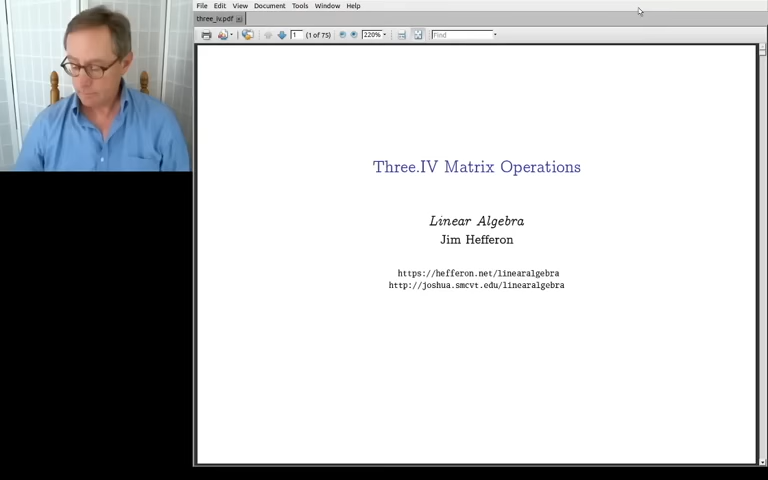 File Edit View Document Tools Window Help
three_iv.pdf
1 (1 of 75) 220% Find
Three.IV Matrix Operations
Linear Algebra
Jim Hefferon
https://hefferon.net/linearalgebra
http://joshua.smcvt.edu/linearalgebra